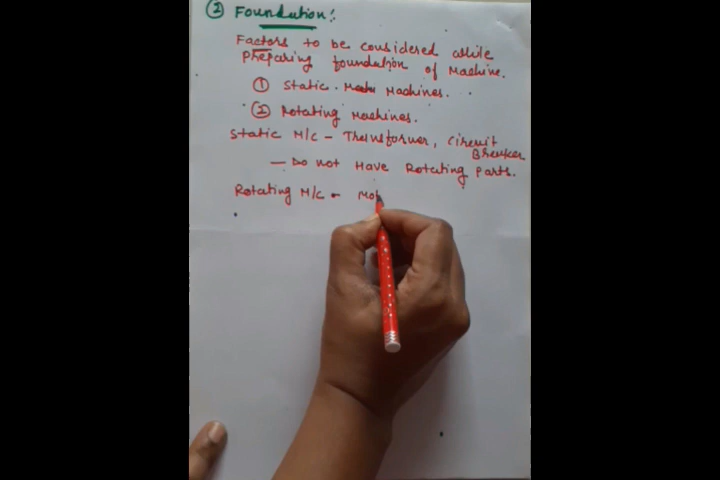 ② Foundation:
Factors to be considered while
preparing foundation of Machine.
① Static Machines.
② Rotating Machines.
Static M/C - Transformer, Circuit
Breaker
- Do not Have Rotating Parts.
Rotating M/C - Mot